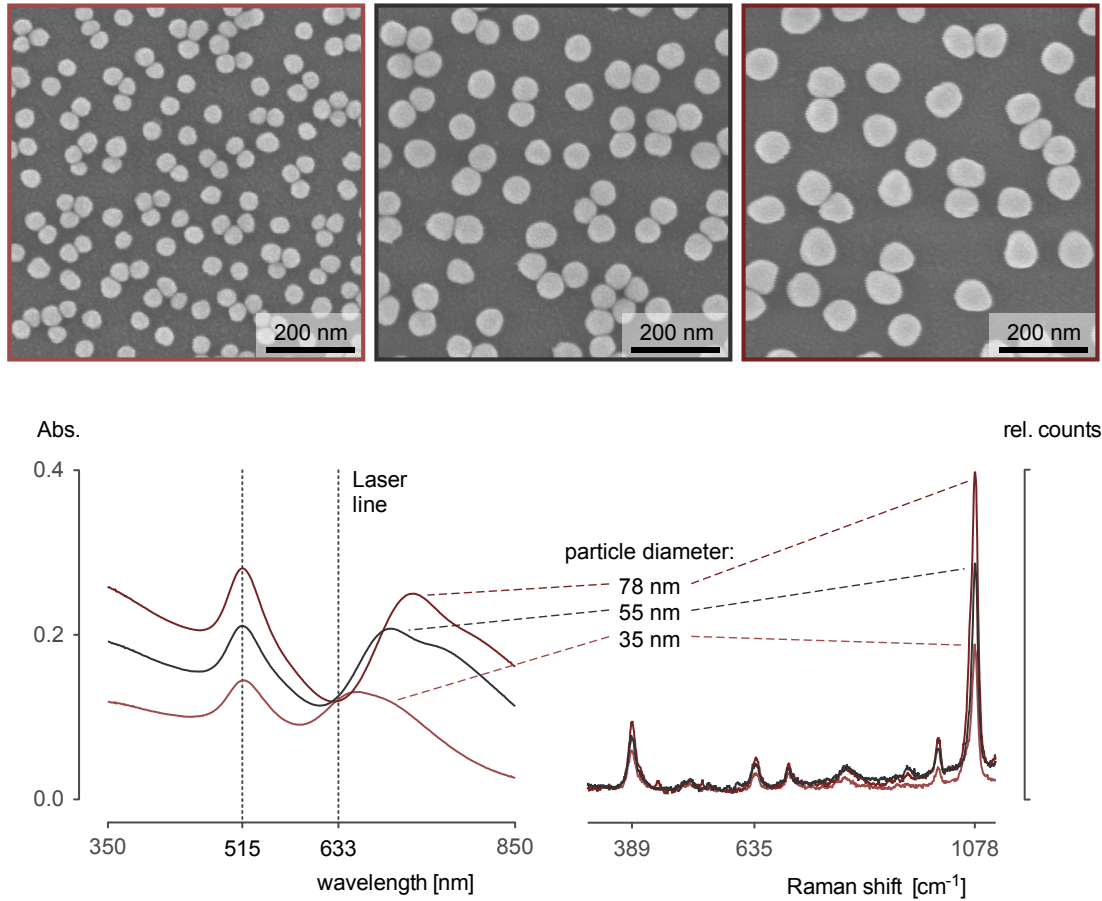 200 nm
200 nm
200 nm
Abs.
rel. counts
0.4
Laser
line
particle diameter:
78 nm
55 nm
35 nm
0.2
0.0
350
515
633
850
389
635
1078
wavelength [nm]
Raman shift [cm⁻¹]